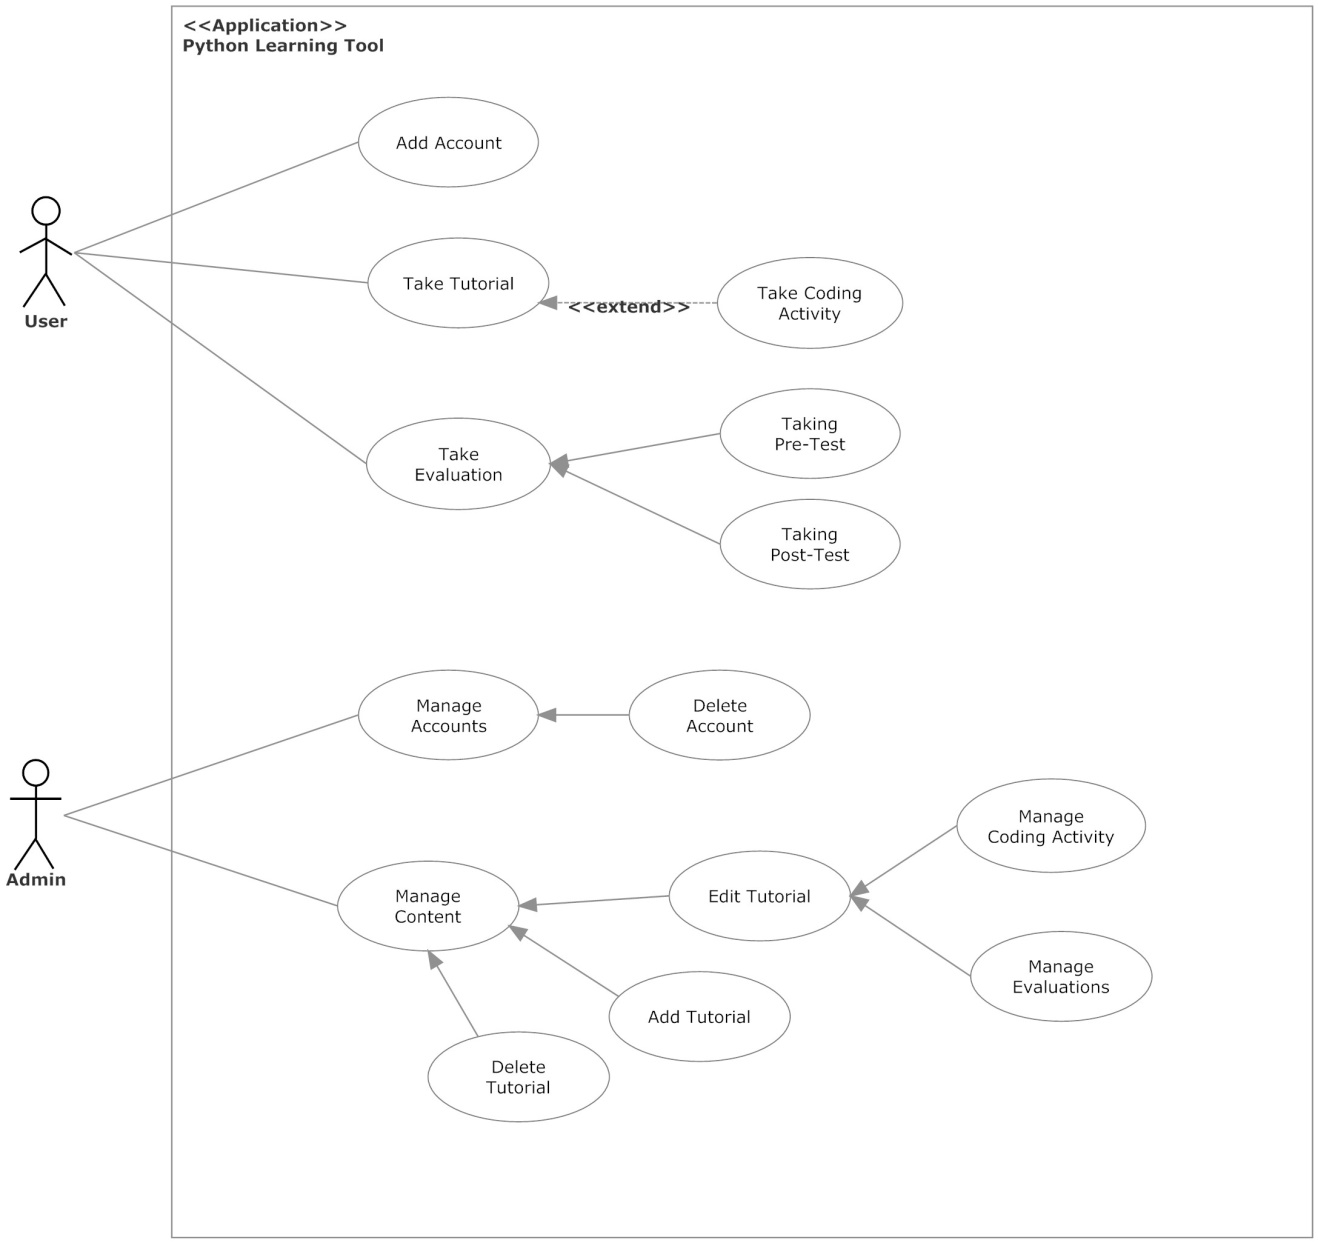 <<Application>>
Python Learning Tool
Add Account
Take Tutorial
<<extend>>
Take Coding
Activity
User
Taking
Pre-Test
Take
Evaluation
Taking
Post-Test
Manage
Accounts
Delete
Account
Admin
Manage
Coding Activity
Manage
Content
Edit Tutorial
Manage
Evaluations
Add Tutorial
Delete
Tutorial